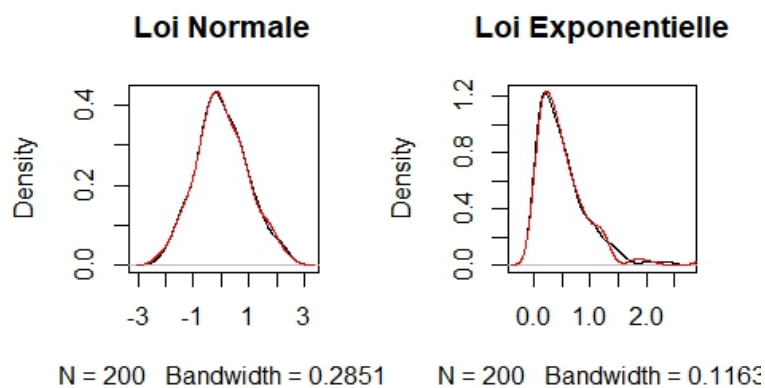 Loi Normale
Density
0.0 0.2 0.4
-3 -1 1 3
N = 200 Bandwidth = 0.2851
Loi Exponentielle
Density
0.0 0.4 0.8 1.2
0.0 1.0 2.0
N = 200 Bandwidth = 0.1163